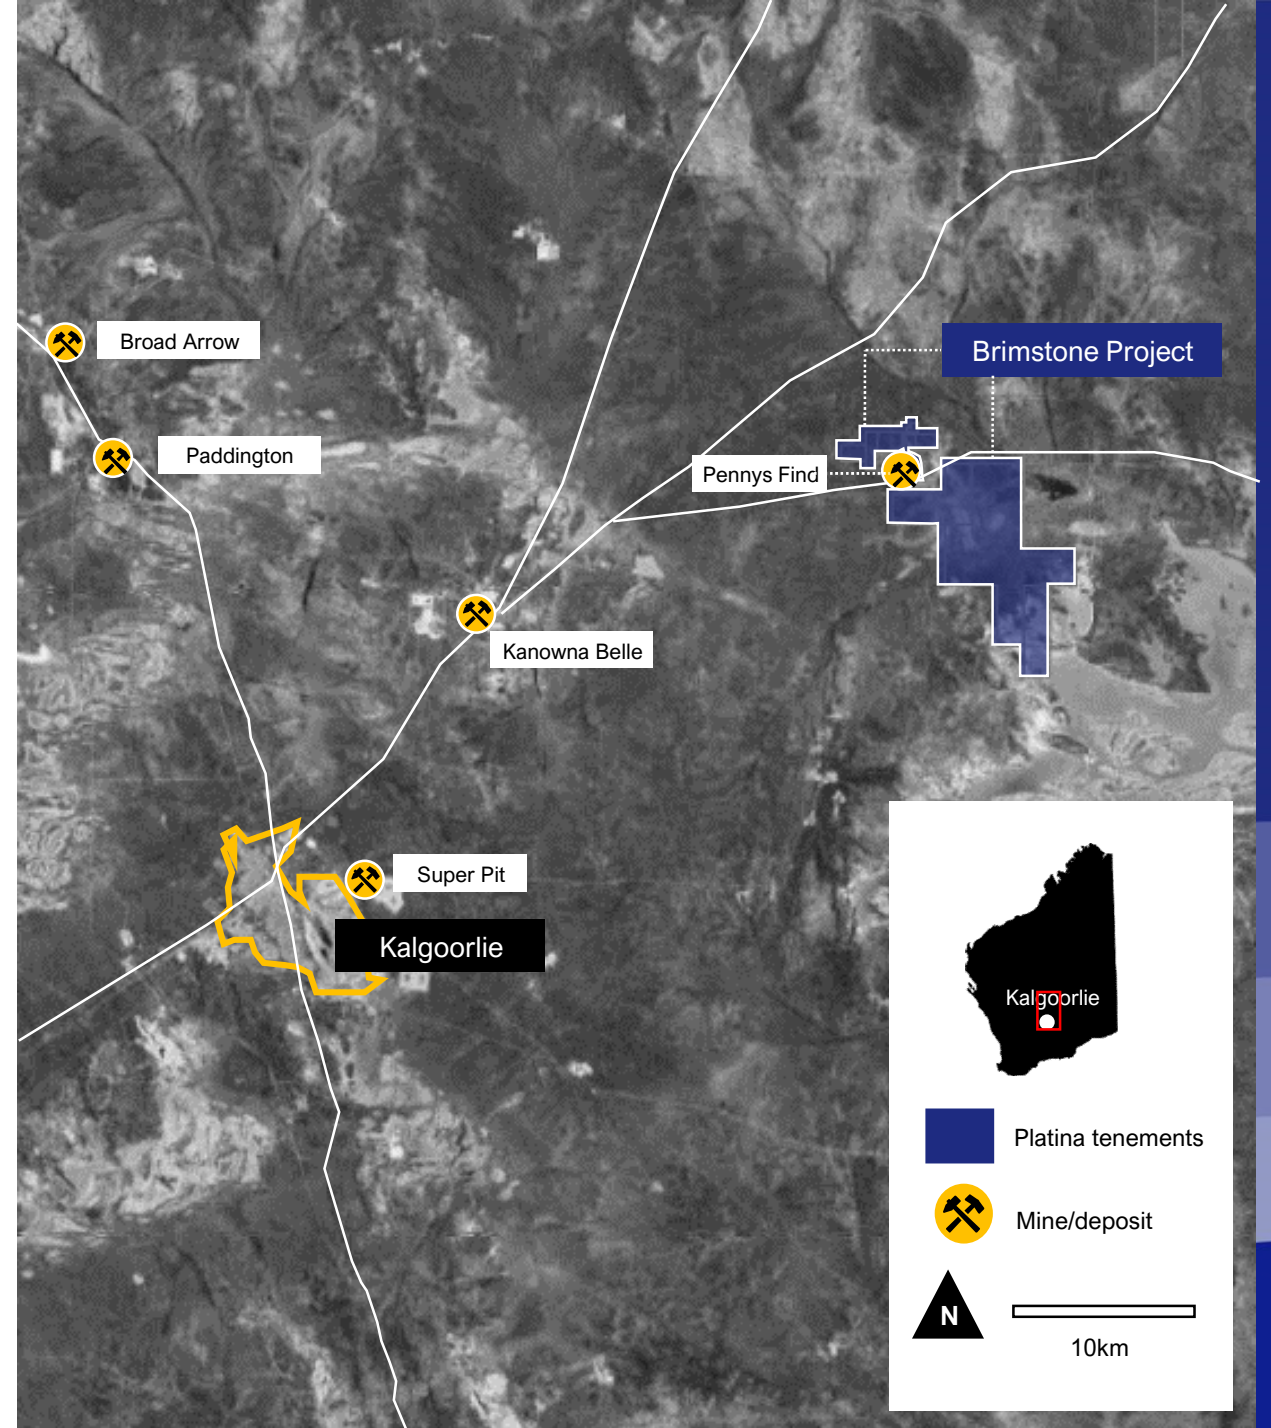 Broad Arrow
Brimstone Project
Paddington
Pennys Find
Kanowna Belle
Super Pit
Kalgoorlie
Kalgoorlie
Platina tenements
Mine/deposit
N
10km